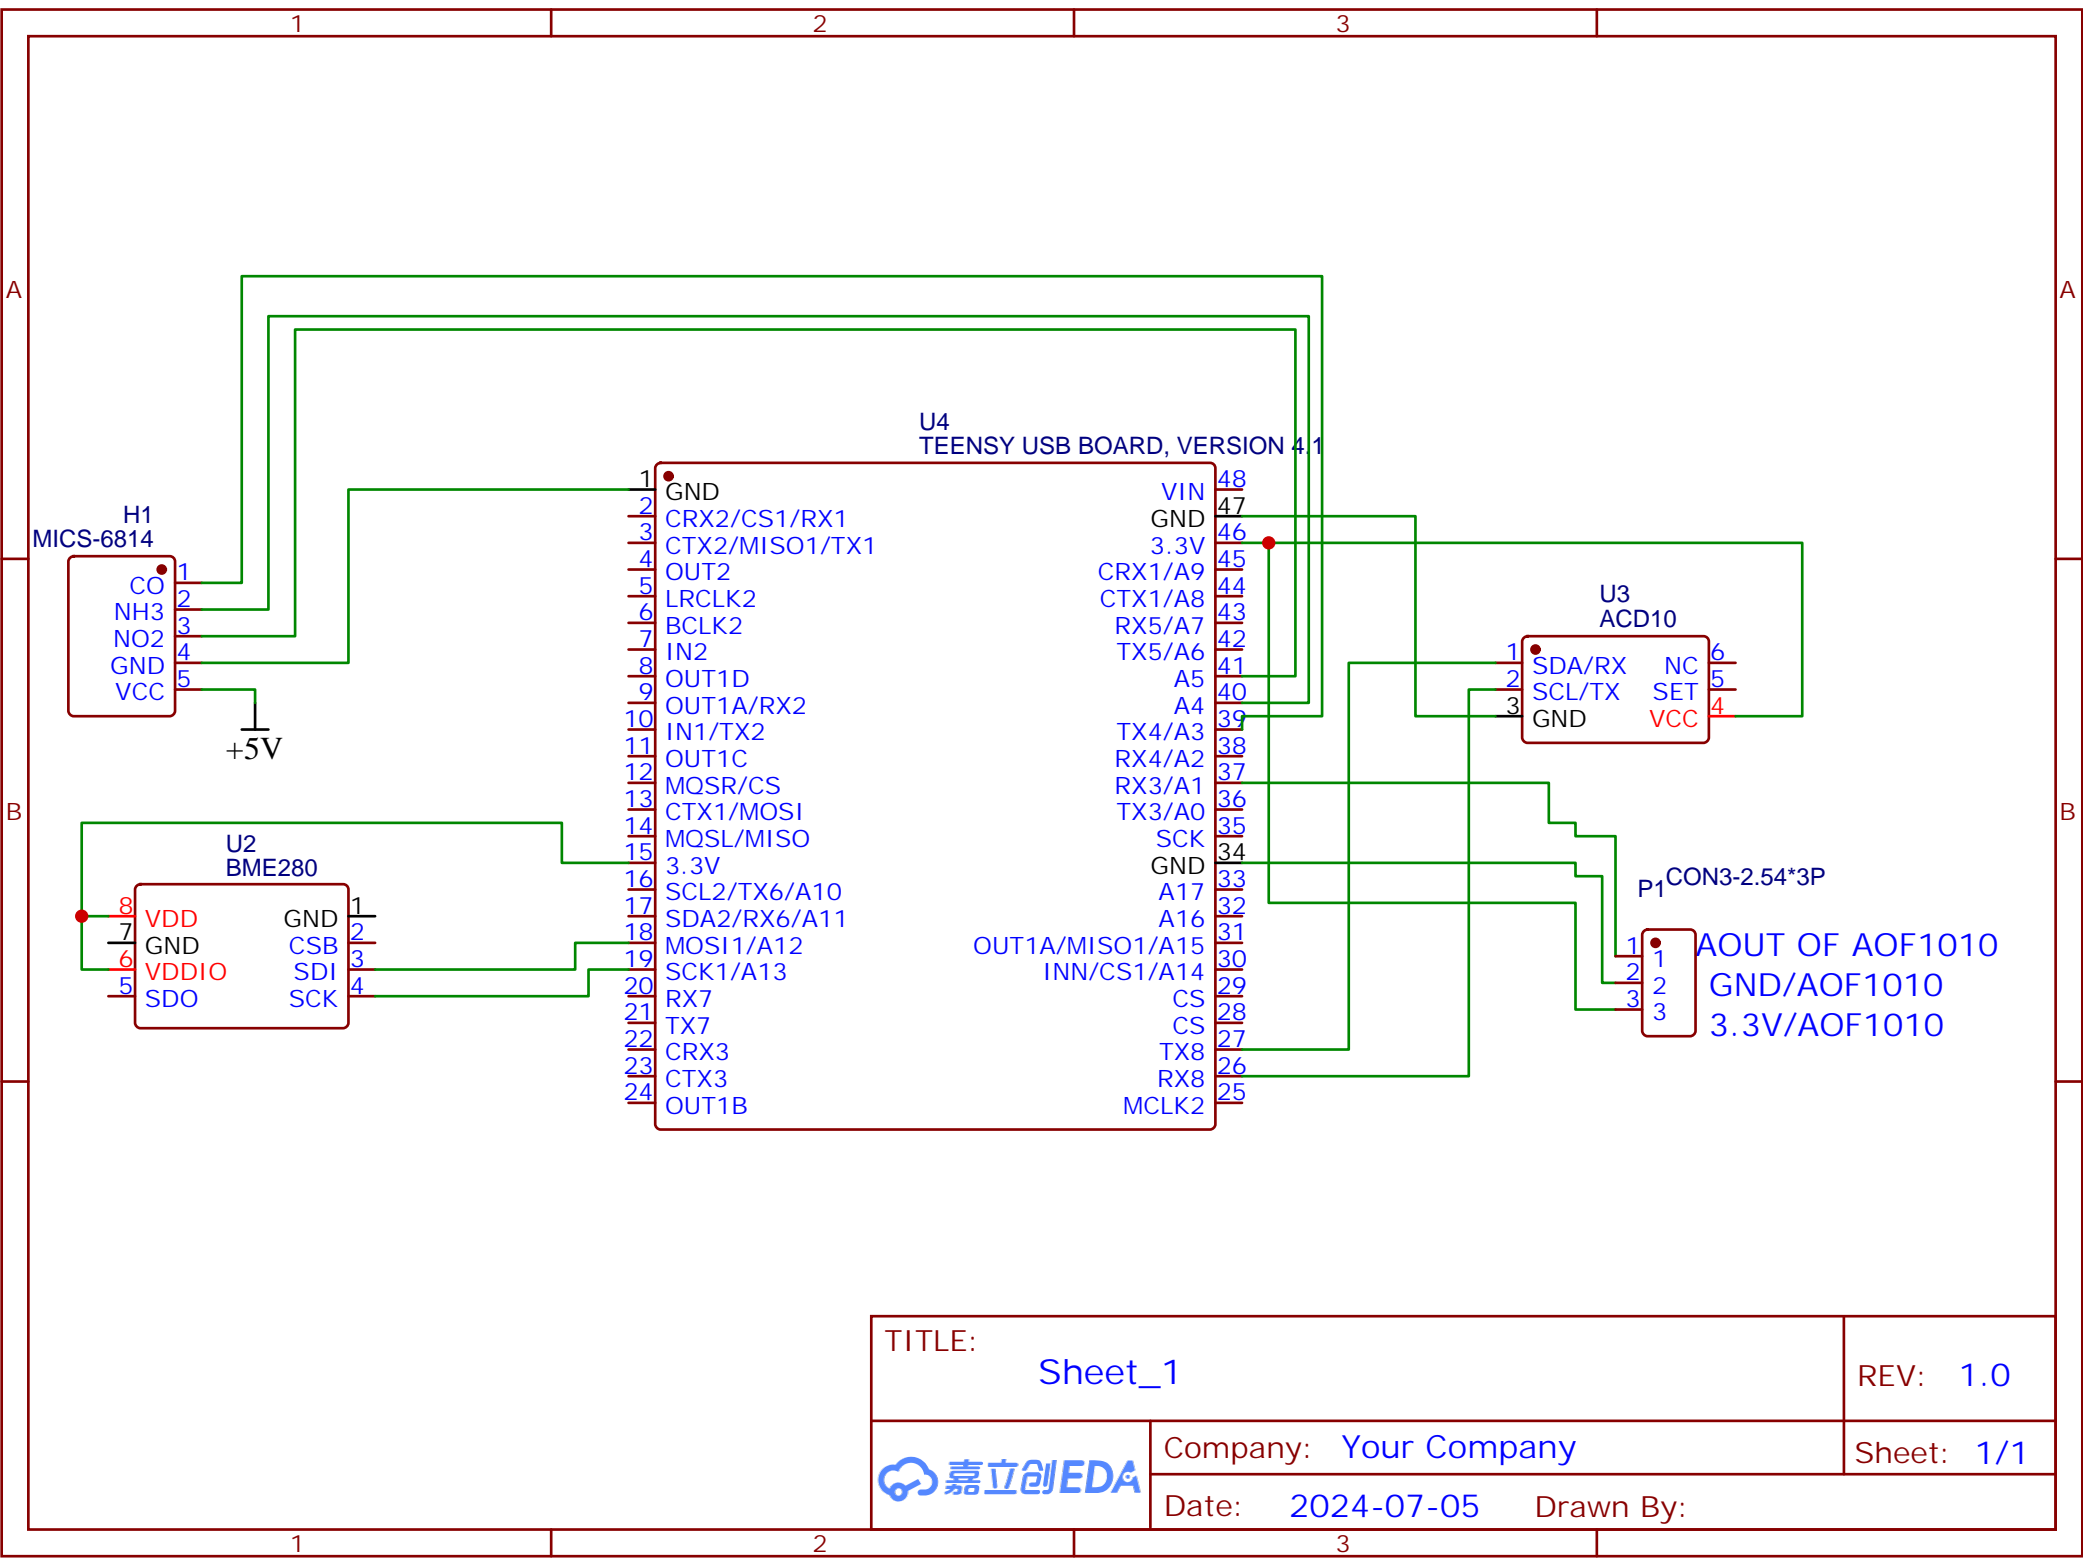 1
2
3
A
A
B
B
U4
TEENSY USB BOARD, VERSION 4.1
1
GND
2
CRX2/CS1/RX1
3
CTX2/MISO1/TX1
4
OUT2
5
LRCLK2
6
BCLK2
7
IN2
8
OUT1D
9
OUT1A/RX2
10
IN1/TX2
11
OUT1C
12
MQSR/CS
13
CTX1/MOSI
14
MQSL/MISO
15
3.3V
16
SCL2/TX6/A10
17
SDA2/RX6/A11
18
MOSI1/A12
19
SCK1/A13
20
RX7
21
TX7
22
CRX3
23
CTX3
24
OUT1B
48
VIN
47
GND
46
3.3V
45
CRX1/A9
44
CTX1/A8
43
RX5/A7
42
TX5/A6
41
A5
40
A4
39
TX4/A3
38
RX4/A2
37
RX3/A1
36
TX3/A0
35
SCK
34
GND
33
A17
32
A16
31
OUT1A/MISO1/A15
30
INN/CS1/A14
29
CS
28
CS
27
TX8
26
RX8
25
MCLK2
H1
MICS-6814
CO 1
NH3 2
NO2 3
GND 4
VCC 5
+5V
U2
BME280
8 VDD GND 1
7 GND CSB 2
6 VDDIO SDI 3
5 SDO SCK 4
U3
ACD10
1 SDA/RX NC 6
2 SCL/TX SET 5
3 GND VCC 4
P1 CON3-2.54*3P
1 1 AOUT OF AOF1010
2 2 GND/AOF1010
3 3 3.3V/AOF1010
TITLE:
Sheet_1
REV: 1.0
嘉立创EDA
Company: Your Company
Sheet: 1/1
Date: 2024-07-05 Drawn By:
1
2
3